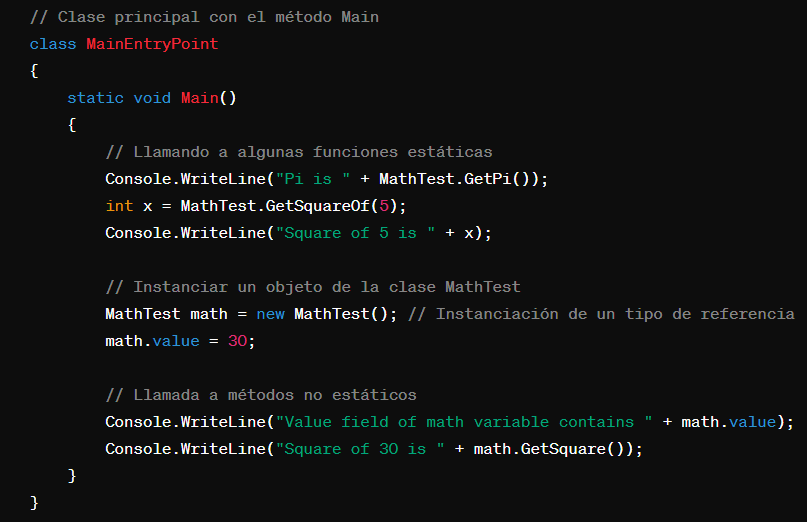 // Clase principal con el método Main
class MainEntryPoint
{
    static void Main()
    {
        // Llamando a algunas funciones estáticas
        Console.WriteLine("Pi is " + MathTest.GetPi());
        int x = MathTest.GetSquareOf(5);
        Console.WriteLine("Square of 5 is " + x);

        // Instanciar un objeto de la clase MathTest
        MathTest math = new MathTest(); // Instanciación de un tipo de referencia
        math.value = 30;

        // Llamada a métodos no estáticos
        Console.WriteLine("Value field of math variable contains " + math.value);
        Console.WriteLine("Square of 30 is " + math.GetSquare());
    }
}